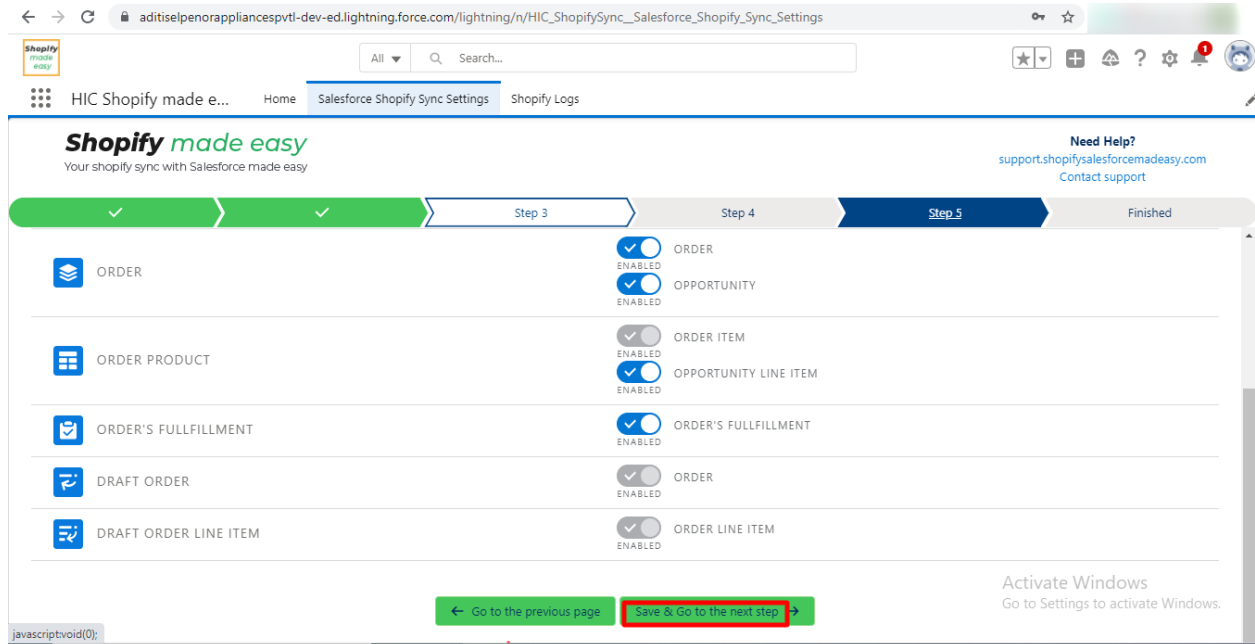 aditiselpenorappliancespvtl-dev-ed.lightning.force.com/lightning/n/HIC_ShopifySync__Salesforce_Shopify_Sync_Settings
Shopify
made
easy
All
Search...
1
HIC Shopify made e...
Home
Salesforce Shopify Sync Settings
Shopify Logs
Shopify made easy
Your shopify sync with Salesforce made easy
Need Help?
support.shopifysalesforcemadeasy.com
Contact support
Step 3
Step 4
Step 5
Finished
ORDER
ENABLED
ORDER
ENABLED
OPPORTUNITY
ORDER PRODUCT
ENABLED
ORDER ITEM
ENABLED
OPPORTUNITY LINE ITEM
ORDER'S FULLFILLMENT
ENABLED
ORDER'S FULLFILLMENT
DRAFT ORDER
ENABLED
ORDER
DRAFT ORDER LINE ITEM
ENABLED
ORDER LINE ITEM
Go to the previous page
Save & Go to the next step
Activate Windows
Go to Settings to activate Windows.
javascript:void(0);